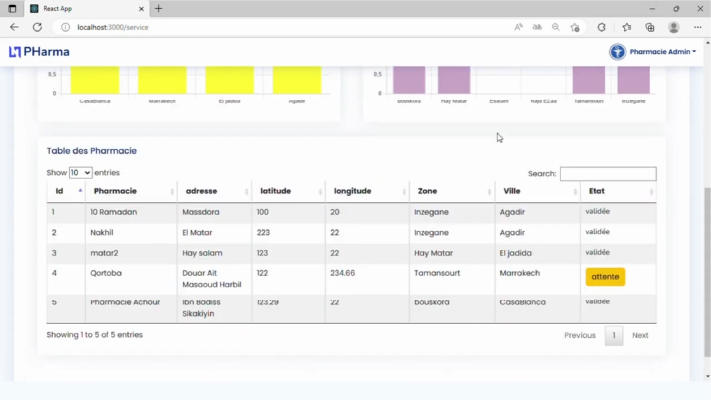 React App
localhost:3000/service
PHarma
Pharmacie Admin
0,5
0
Casablanca Marrakech El jadida Agadir
0,5
0
Bouskora Hay Matar Tamansourt Inzegane
Table des Pharmacie
Show 10 entries
Search:
Id Pharmacie adresse latitude longitude Zone Ville Etat
1 10 Ramadan Massdora 100 20 Inzegane Agadir validée
2 Nakhil El Matar 223 22 Inzegane Agadir validée
3 matar2 Hay salam 123 22 Hay Matar El jadida validée
4 Qortoba Douar Ait Masaoud Harbil 122 234.66 Tamansourt Marrakech attente
5 Pharmacie Achour Ibn Badiss Sikakiyin 123.29 22 bouskora Casablanca validée
Showing 1 to 5 of 5 entries
Previous 1 Next